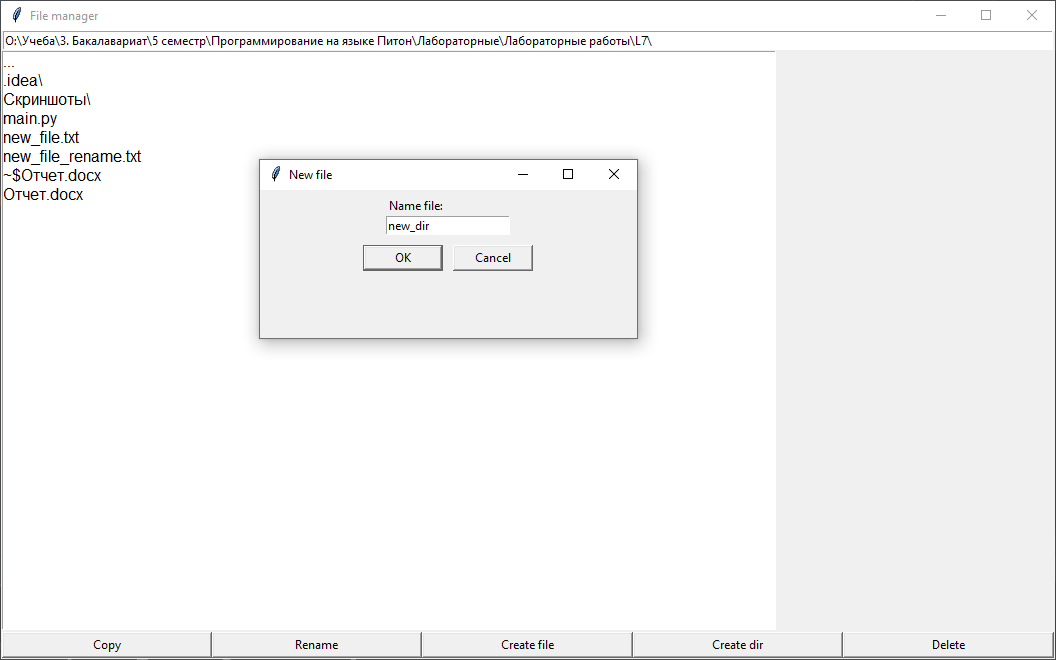 File manager
O:\Учеба\3. Бакалавариат\5 семестр\Программирование на языке Питон\Лабораторные\Лабораторные работы\L7\
...
.idea\
Скриншоты\
main.py
new_file.txt
new_file_rename.txt
~$Отчет.docx
Отчет.docx
New file
Name file:
new_dir
OK Cancel
Copy Rename Create file Create dir Delete